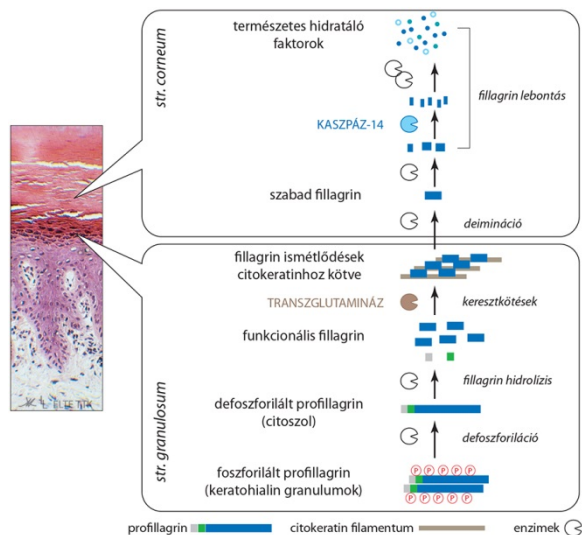 természetes hidratáló
faktorok
str. corneum
fillagrin lebontás
KASZPÁZ-14
szabad fillagrin
deimináció
fillagrin ismétlődések
citokeratinhoz kötve
TRANSZGLUTAMINÁZ
keresztkötések
funkcionális fillagrin
str. granulosum
fillagrin hidrolízis
defoszforilált profillagrin
(citoszol)
defoszforiláció
foszforilált profillagrin
(keratohialin granulumok)
P P P P P
P P P P P
profillagrin
citokeratin filamentum
enzimek